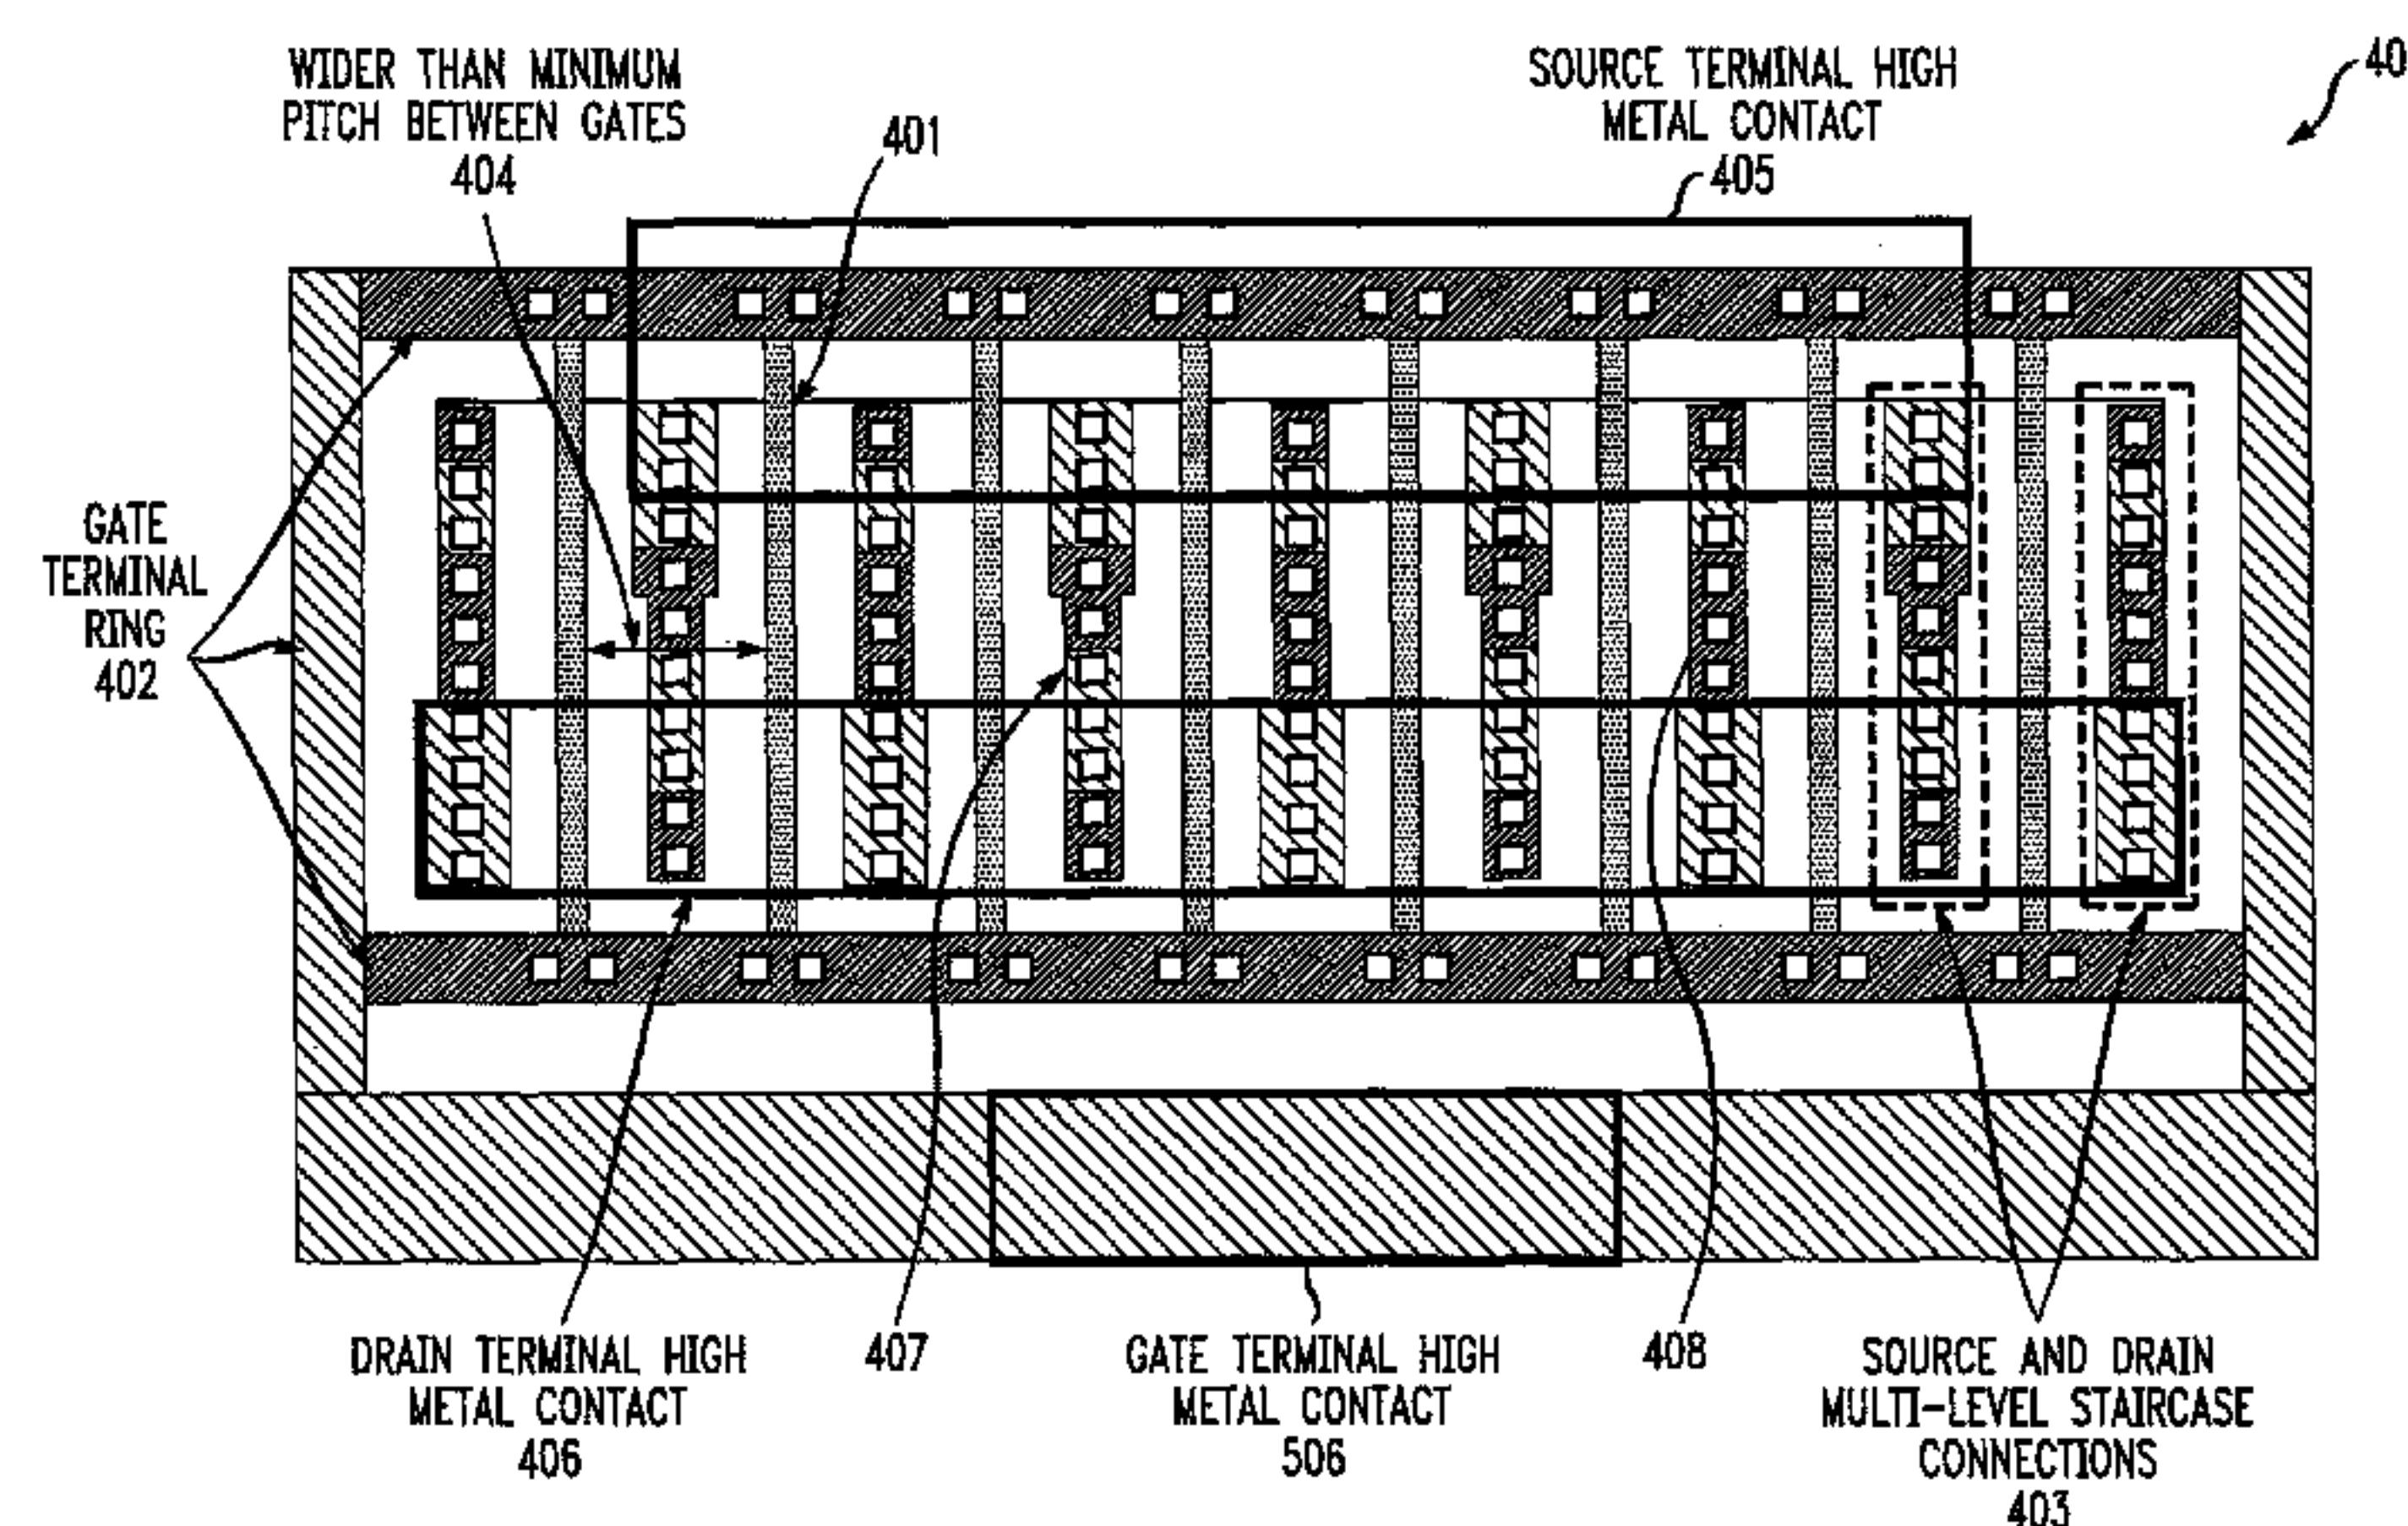 WIDER THAN MINIMUM
PITCH BETWEEN GATES
404
401
SOURCE TERMINAL HIGH
METAL CONTACT
405
40
GATE
TERMINAL
RING
402
DRAIN TERMINAL HIGH
METAL CONTACT
406
407
GATE TERMINAL HIGH
METAL CONTACT
506
408
SOURCE AND DRAIN
MULTI-LEVEL STAIRCASE
CONNECTIONS
403